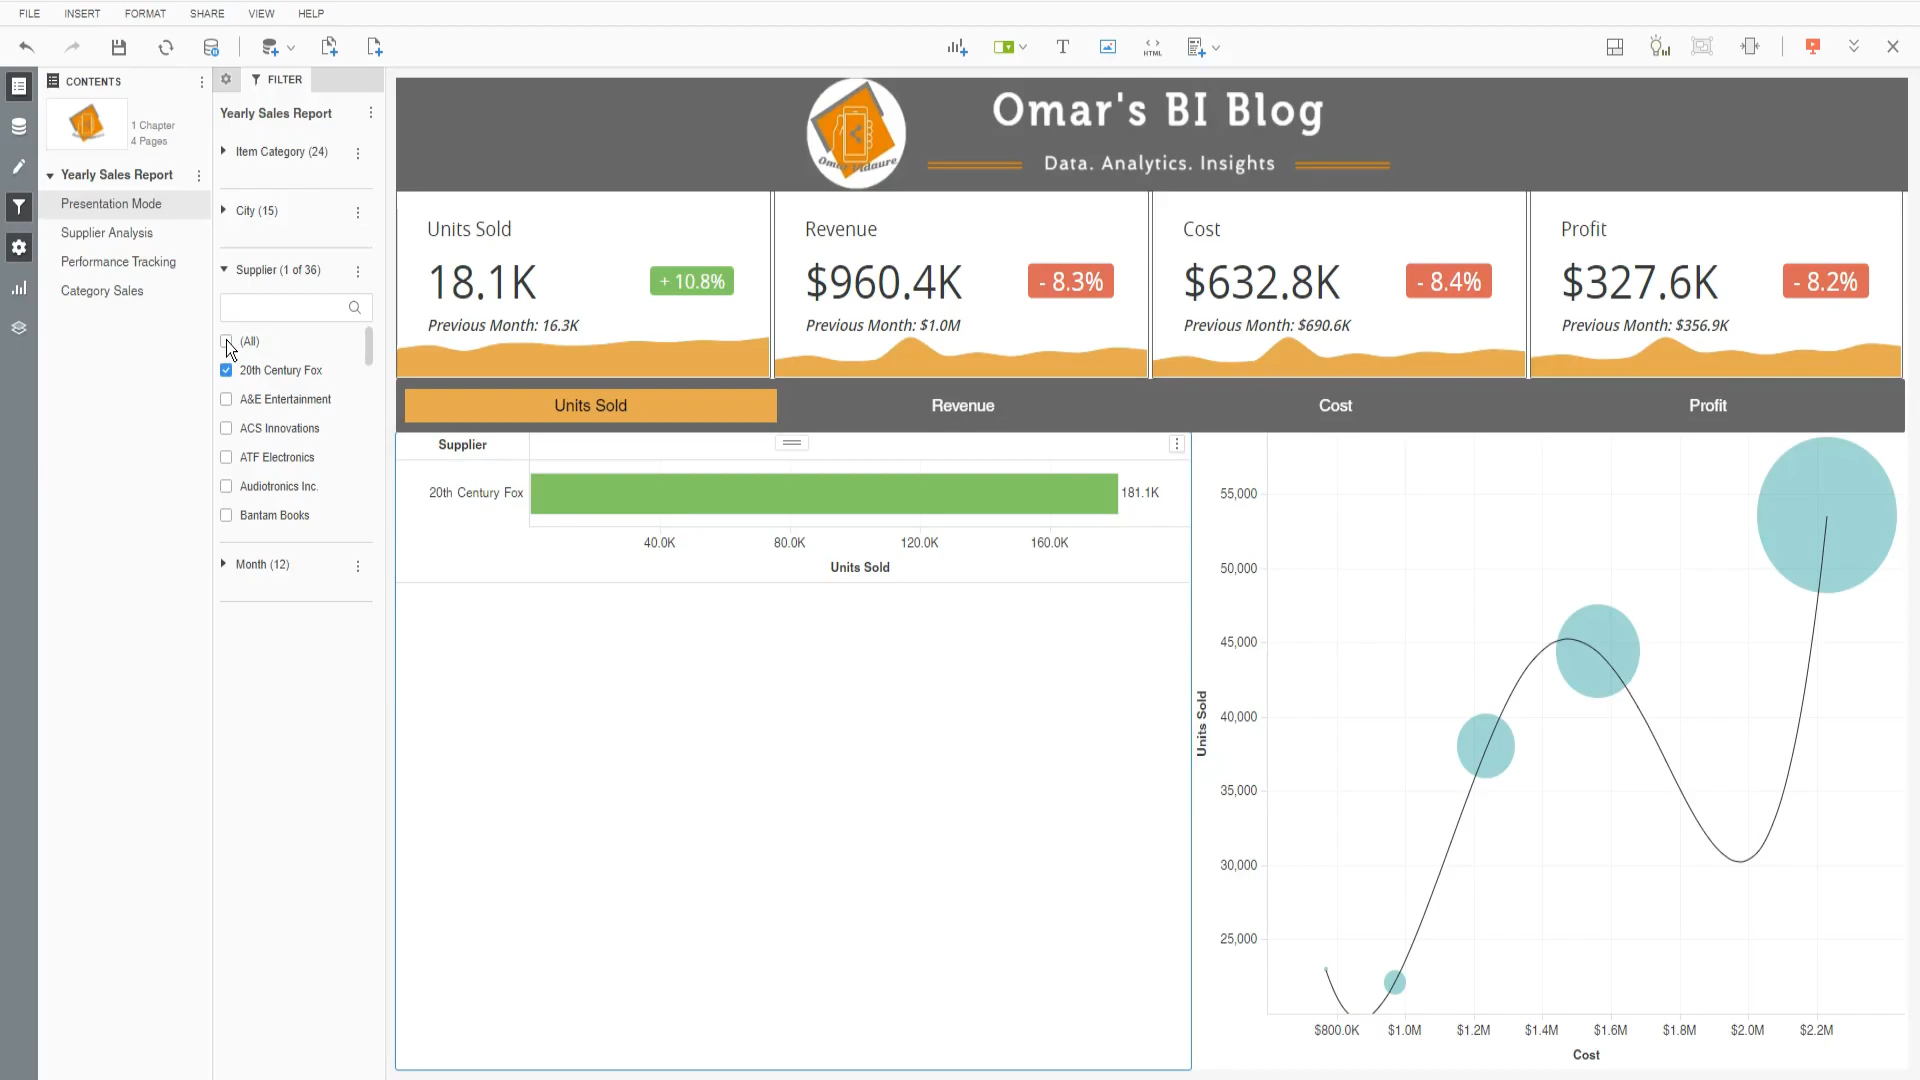 FILE INSERT FORMAT SHARE VIEW HELP
HTML
CONTENTS
1 Chapter
4 Pages
Yearly Sales Report
Presentation Mode
Supplier Analysis
Performance Tracking
Category Sales
FILTER
Yearly Sales Report
Item Category (24)
City (15)
Supplier (1 of 36)
(All)
20th Century Fox
A&E Entertainment
ACS Innovations
ATF Electronics
Audiotronics Inc.
Bantam Books
Month (12)
Omar Vidaurre
Omar's BI Blog
Data. Analytics. Insights
Units Sold
18.1K
+ 10.8%
Previous Month: 16.3K
Revenue
$960.4K
- 8.3%
Previous Month: $1.0M
Cost
$632.8K
- 8.4%
Previous Month: $690.6K
Profit
$327.6K
- 8.2%
Previous Month: $356.9K
Units Sold Revenue Cost Profit
Supplier
20th Century Fox
181.1K
40.0K 80.0K 120.0K 160.0K
Units Sold
55,000
50,000
45,000
40,000
35,000
30,000
25,000
Units Sold
$800.0K $1.0M $1.2M $1.4M $1.6M $1.8M $2.0M $2.2M
Cost